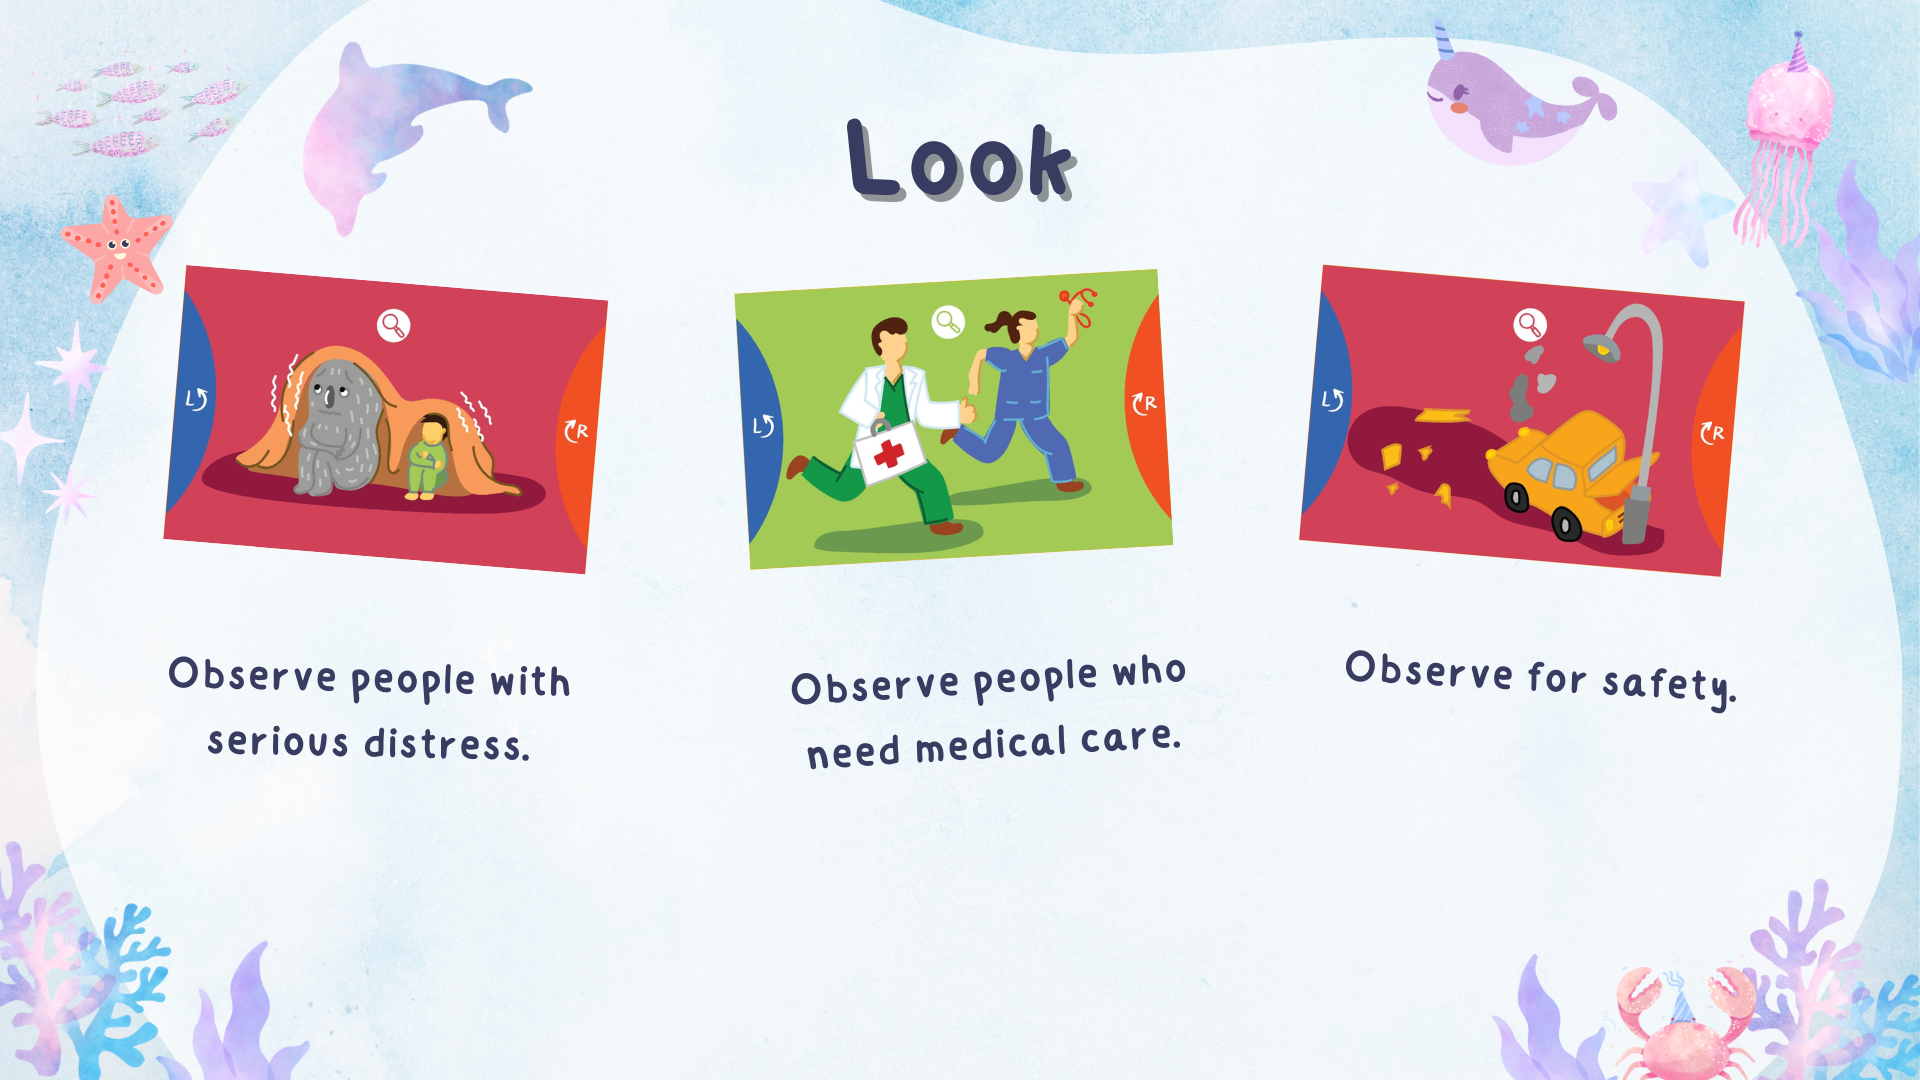 Look
L
R
L
R
L
R
Observe people with
serious distress.
Observe people who
need medical care.
Observe for safety.